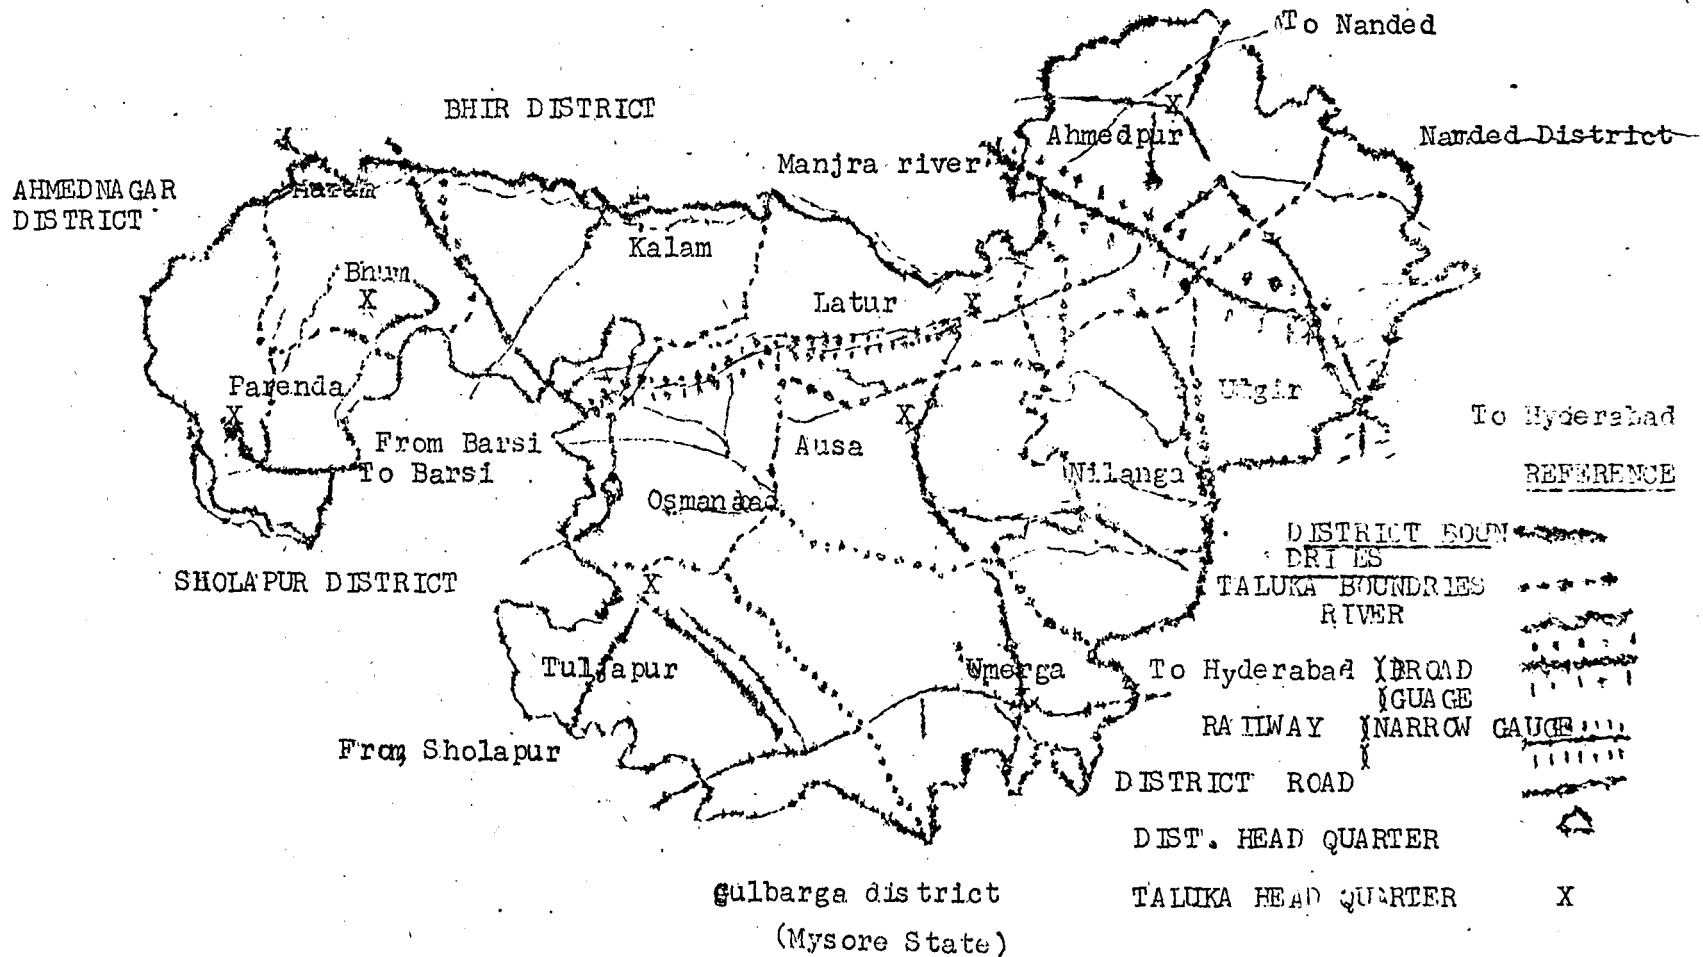 To Nanded
BHIR DISTRICT
Ahmedpur
Nanded District
Manjra river
AHMEDNAGAR
DISTRICT
Kalam
Bhum
X
Latur
X
Parenda
X
Udgir
To Hyderabad
From Barsi
To Barsi
Ausa
X
Nilanga
REFERENCE
Osmanabad
DISTRICT BOUN
DRIES
SHOLAPUR DISTRICT
X
TALUKA BOUNDRIES
RIVER
Tuljapur
Umerga
To Hyderabad
BROAD
GUAGE
From Sholapur
RAILWAY
NARROW GAUGE
DISTRICT ROAD
DIST. HEAD QUARTER
Gulbarga district
TALUKA HEAD QUARTER X
(Mysore State)